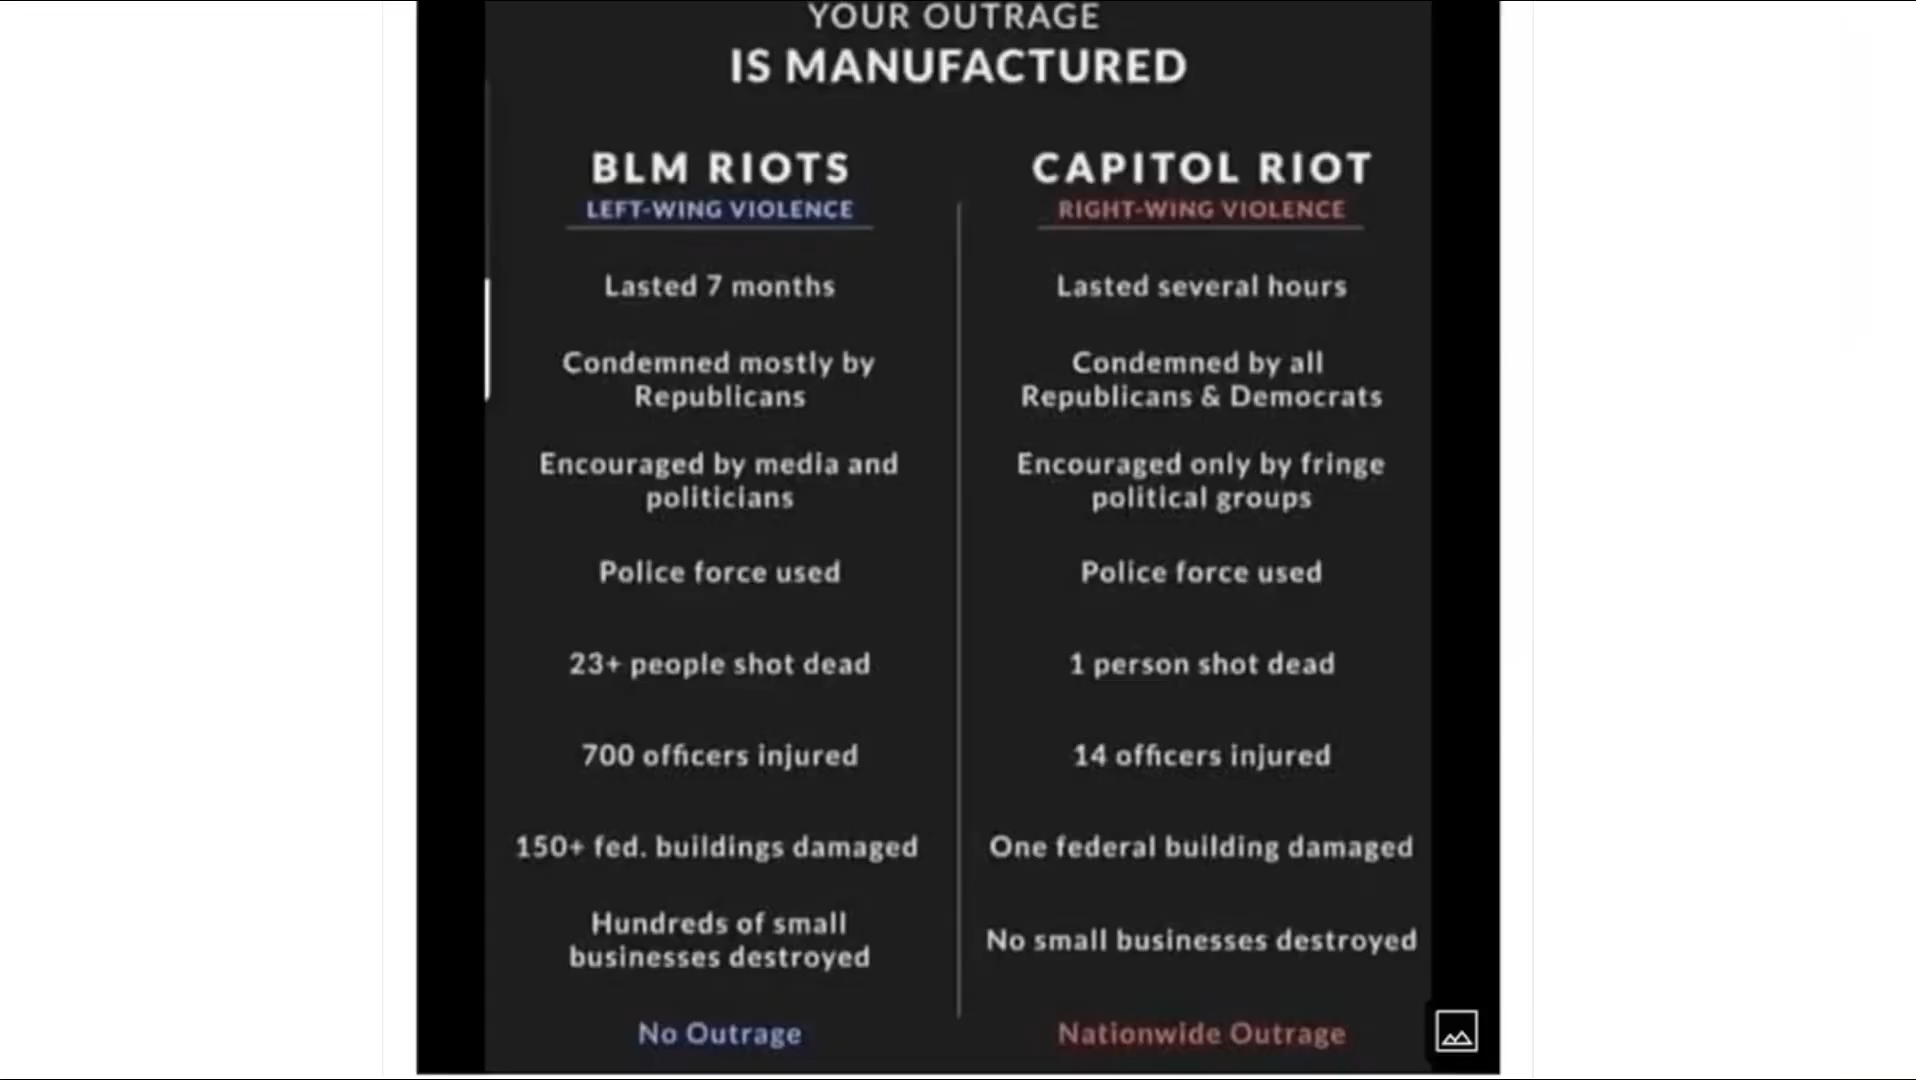 YOUR OUTRAGE
IS MANUFACTURED
BLM RIOTS
LEFT-WING VIOLENCE
Lasted 7 months
Condemned mostly by
Republicans
Encouraged by media and
politicians
Police force used
23+ people shot dead
700 officers injured
150+ fed. buildings damaged
Hundreds of small
businesses destroyed
No Outrage
CAPITOL RIOT
RIGHT-WING VIOLENCE
Lasted several hours
Condemned by all
Republicans & Democrats
Encouraged only by fringe
political groups
Police force used
1 person shot dead
14 officers injured
One federal building damaged
No small businesses destroyed
Nationwide Outrage